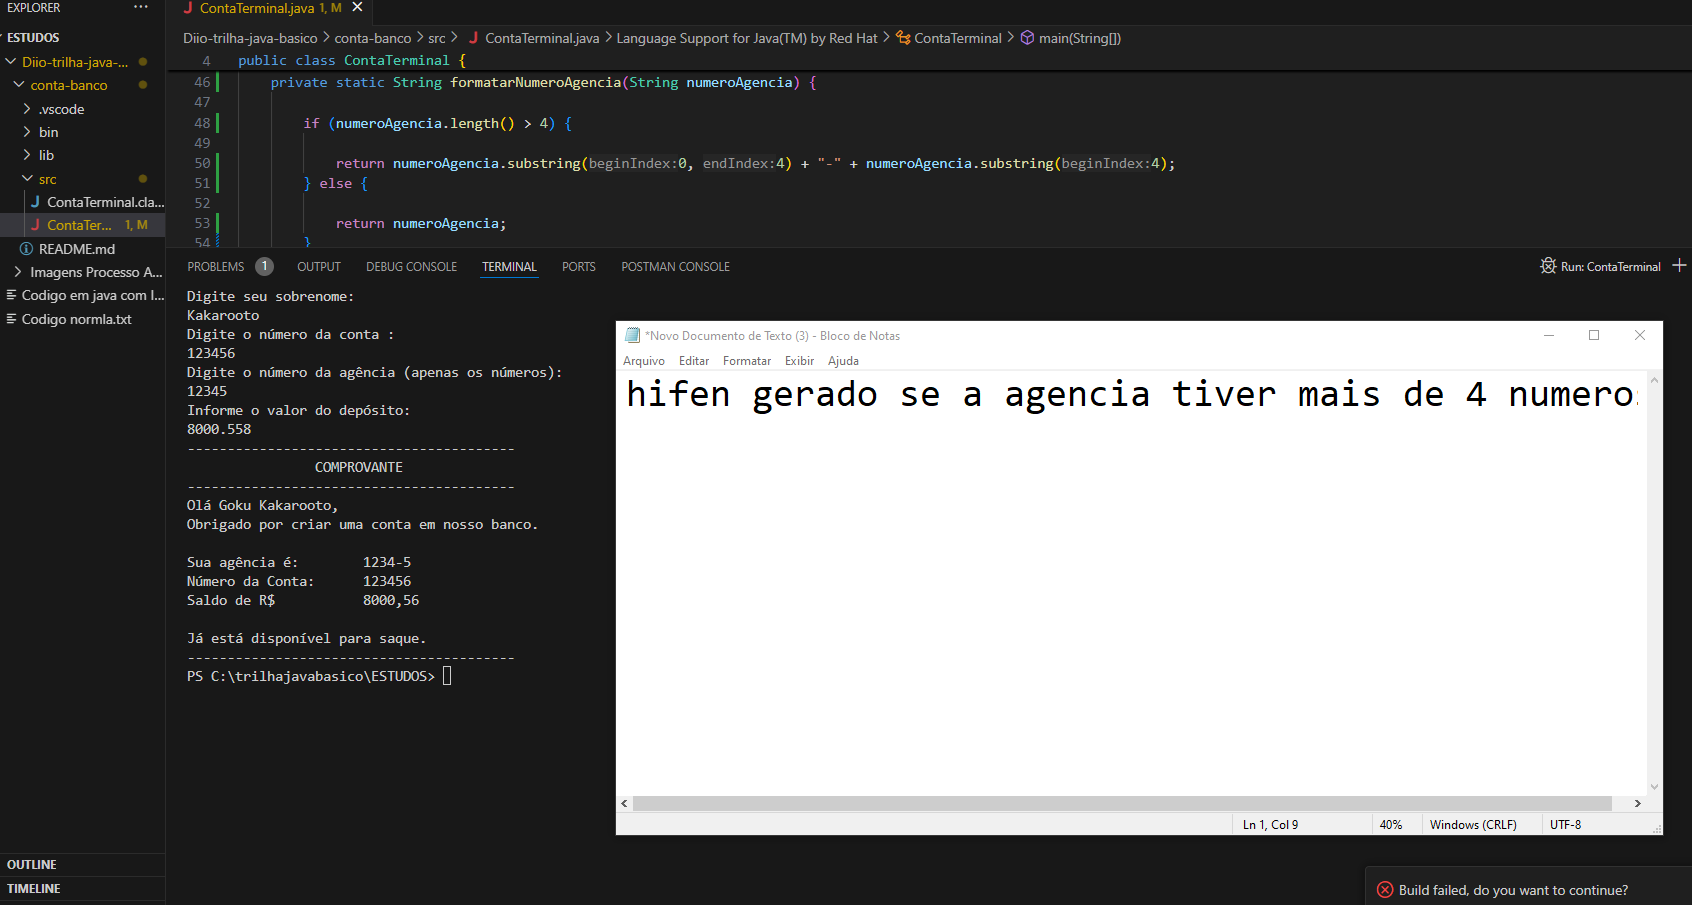 EXPLORER ···
ESTUDOS
Diio-trilha-java-...
conta-banco
.vscode
bin
lib
src
ContaTerminal.cla...
ContaTer... 1, M
README.md
Imagens Processo A...
Codigo em java com I...
Codigo normla.txt
OUTLINE
TIMELINE
ContaTerminal.java 1, M
Diio-trilha-java-basico > conta-banco > src > ContaTerminal.java > Language Support for Java(TM) by Red Hat > ContaTerminal > main(String[])
4 public class ContaTerminal {
46 private static String formatarNumeroAgencia(String numeroAgencia) {
47
48 if (numeroAgencia.length() > 4) {
49
50 return numeroAgencia.substring(beginIndex:0, endIndex:4) + "-" + numeroAgencia.substring(beginIndex:4);
51 } else {
52
53 return numeroAgencia;
54 }
PROBLEMS 1 OUTPUT DEBUG CONSOLE TERMINAL PORTS POSTMAN CONSOLE
Run: ContaTerminal
Digite seu sobrenome:
Kakarooto
Digite o número da conta :
123456
Digite o número da agência (apenas os números):
12345
Informe o valor do depósito:
8000.558
-----------------------------------------
COMPROVANTE
-----------------------------------------
Olá Goku Kakarooto,
Obrigado por criar uma conta em nosso banco.
Sua agência é: 1234-5
Número da Conta: 123456
Saldo de R$ 8000,56
Já está disponível para saque.
-----------------------------------------
PS C:\trilhajavabasico\ESTUDOS>
*Novo Documento de Texto (3) - Bloco de Notas
Arquivo Editar Formatar Exibir Ajuda
hifen gerado se a agencia tiver mais de 4 numeros
Ln 1, Col 9 40% Windows (CRLF) UTF-8
Build failed, do you want to continue?